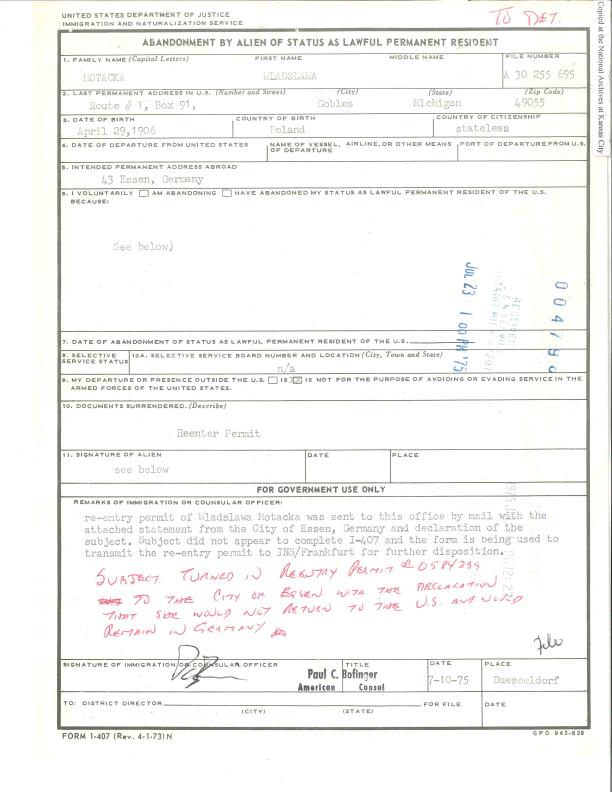 UNITED STATES DEPARTMENT OF JUSTICE
IMMIGRATION AND NATURALIZATION SERVICE
TO DET.
ABANDONMENT BY ALIEN OF STATUS AS LAWFUL PERMANENT RESIDENT
1. FAMILY NAME (Capital Letters) FIRST NAME MIDDLE NAME FILE NUMBER
MOTACKA WLADSLAWA A 30 255 695
2. LAST PERMANENT ADDRESS IN U.S. (Number and Street) (City) (State) (Zip Code)
Route # 1, Box 91, Gobles Michigan 49055
3. DATE OF BIRTH COUNTRY OF BIRTH COUNTRY OF CITIZENSHIP
April 29,1906 Poland stateless
4. DATE OF DEPARTURE FROM UNITED STATES NAME OF VESSEL, AIRLINE, OR OTHER MEANS OF DEPARTURE PORT OF DEPARTURE FROM U.S.
5. INTENDED PERMANENT ADDRESS ABROAD
43 Essen, Germany
6. I VOLUNTARILY AM ABANDONING HAVE ABANDONED MY STATUS AS LAWFUL PERMANENT RESIDENT OF THE U.S.
BECAUSE:
See below)
JUL 23 1 00 PM '75
RECEIVED
7. DATE OF ABANDONMENT OF STATUS AS LAWFUL PERMANENT RESIDENT OF THE U.S.
8. SELECTIVE SERVICE STATUS 10A. SELECTIVE SERVICE BOARD NUMBER AND LOCATION (City, Town and State)
n/a
9. MY DEPARTURE OR PRESENCE OUTSIDE THE U.S. IS IS NOT FOR THE PURPOSE OF AVOIDING OR EVADING SERVICE IN THE
ARMED FORCES OF THE UNITED STATES.
10. DOCUMENTS SURRENDERED. (Describe)
Reenter Permit
11. SIGNATURE OF ALIEN DATE PLACE
see below
FOR GOVERNMENT USE ONLY
REMARKS OF IMMIGRATION OR COUNSULAR OFFICER:
re-entry permit of Wladslawa Motacka was sent to this office by mail with the
attached statement from the City of Essen, Germany and declaration of the
subject. Subject did not appear to complete I-407 and the form is being used to
transmit the re-entry permit to INS/Frankfurt for further disposition.
SUBJECT TURNED IN REENTRY PERMIT # 0584239
TO THE CITY OF ESSEN WITH THE DECLARATION
THAT SHE WOULD NOT RETURN TO THE U.S. AND WOULD
REMAIN IN GERMANY
File
SIGNATURE OF IMMIGRATION OR COUNSULAR OFFICER TITLE DATE PLACE
Paul C. Bofinger 7-10-75 Duesseldorf
American Consul
TO: DISTRICT DIRECTOR FOR FILE DATE
(CITY) (STATE)
FORM I-407 (Rev. 4-1-73) N GPO 943-828
Copied at the National Archives at Kansas City